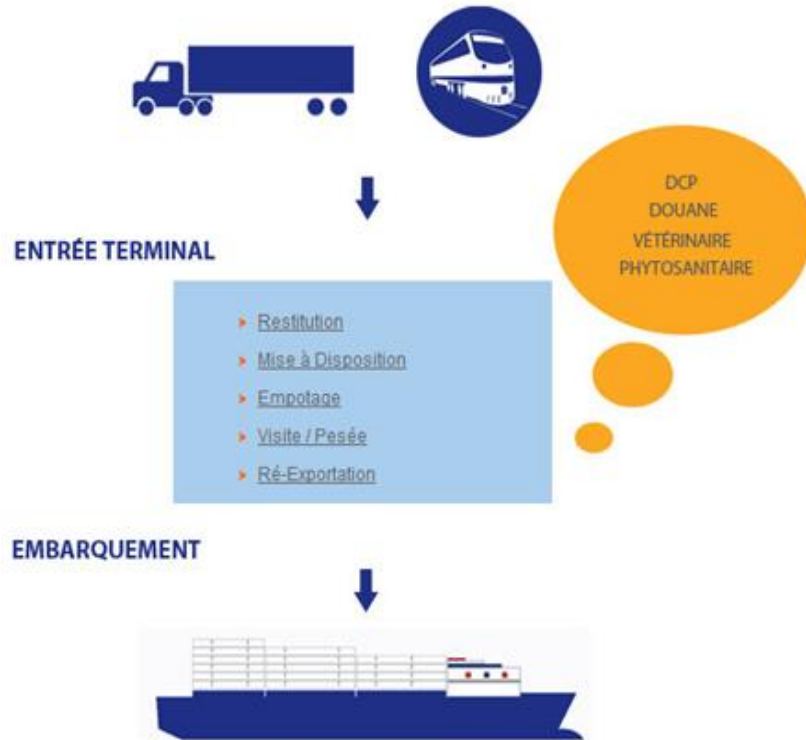 DCP
DOUANE
VÉTÉRINAIRE
PHYTOSANITAIRE
ENTRÉE TERMINAL
Restitution
Mise à Disposition
Empotage
Visite / Pesée
Ré-Exportation
EMBARQUEMENT